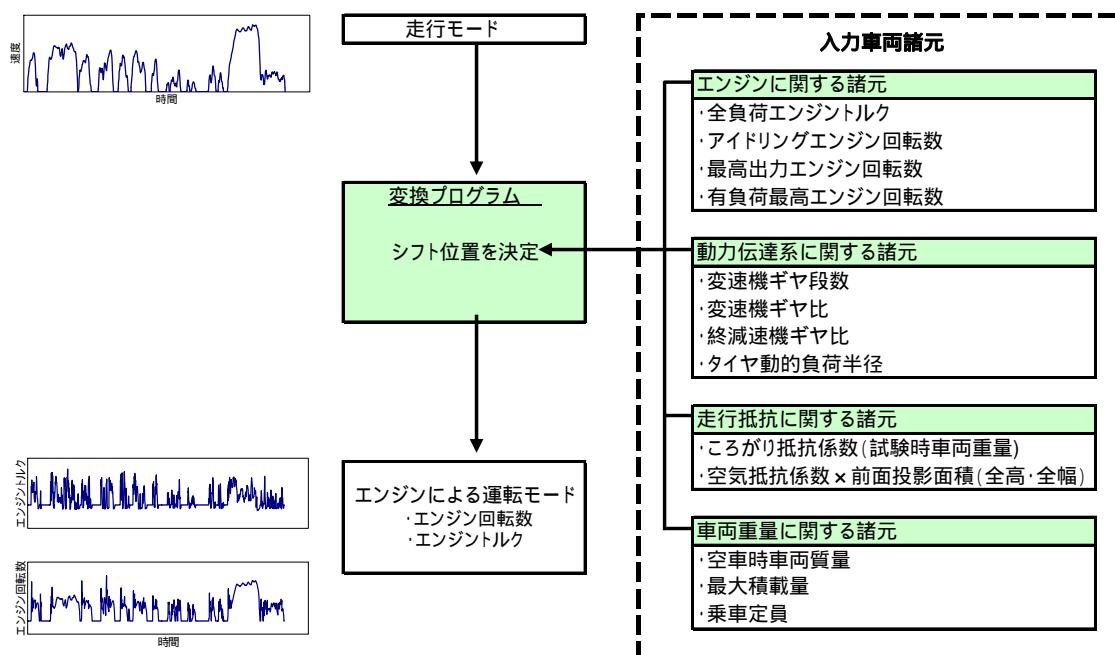 速度
時間
走行モード
変換プログラム
シフト位置を決定
エンジントルク
エンジン回転数
時間
エンジンによる運転モード
・エンジン回転数
・エンジントルク
入力車両諸元
エンジンに関する諸元
・全負荷エンジントルク
・アイドリングエンジン回転数
・最高出力エンジン回転数
・有負荷最高エンジン回転数
動力伝達系に関する諸元
・変速機ギヤ段数
・変速機ギヤ比
・終減速機ギヤ比
・タイヤ動的負荷半径
走行抵抗に関する諸元
・ころがり抵抗係数(試験時車両重量)
・空気抵抗係数×前面投影面積(全高・全幅)
車両重量に関する諸元
・空車時車両質量
・最大積載量
・乗車定員